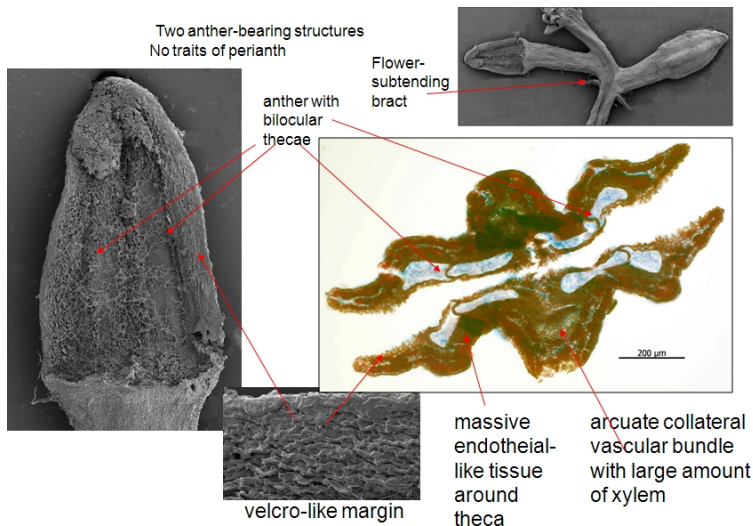 Two anther-bearing structures
No traits of perianth
Flower-
subtending
bract
anther with
bilocular
thecae
200 µm
massive
endotheial-
like tissue
around
theca
arcuate collateral
vascular bundle
with large amount
of xylem
velcro-like margin